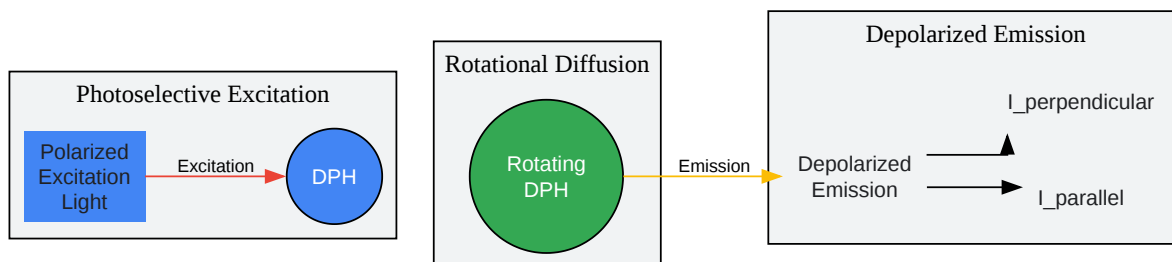 Photoselective Excitation
Polarized
Excitation
Light
Excitation
DPH
Rotational Diffusion
Rotating
DPH
Emission
Depolarized Emission
Depolarized
Emission
I_perpendicular
I_parallel